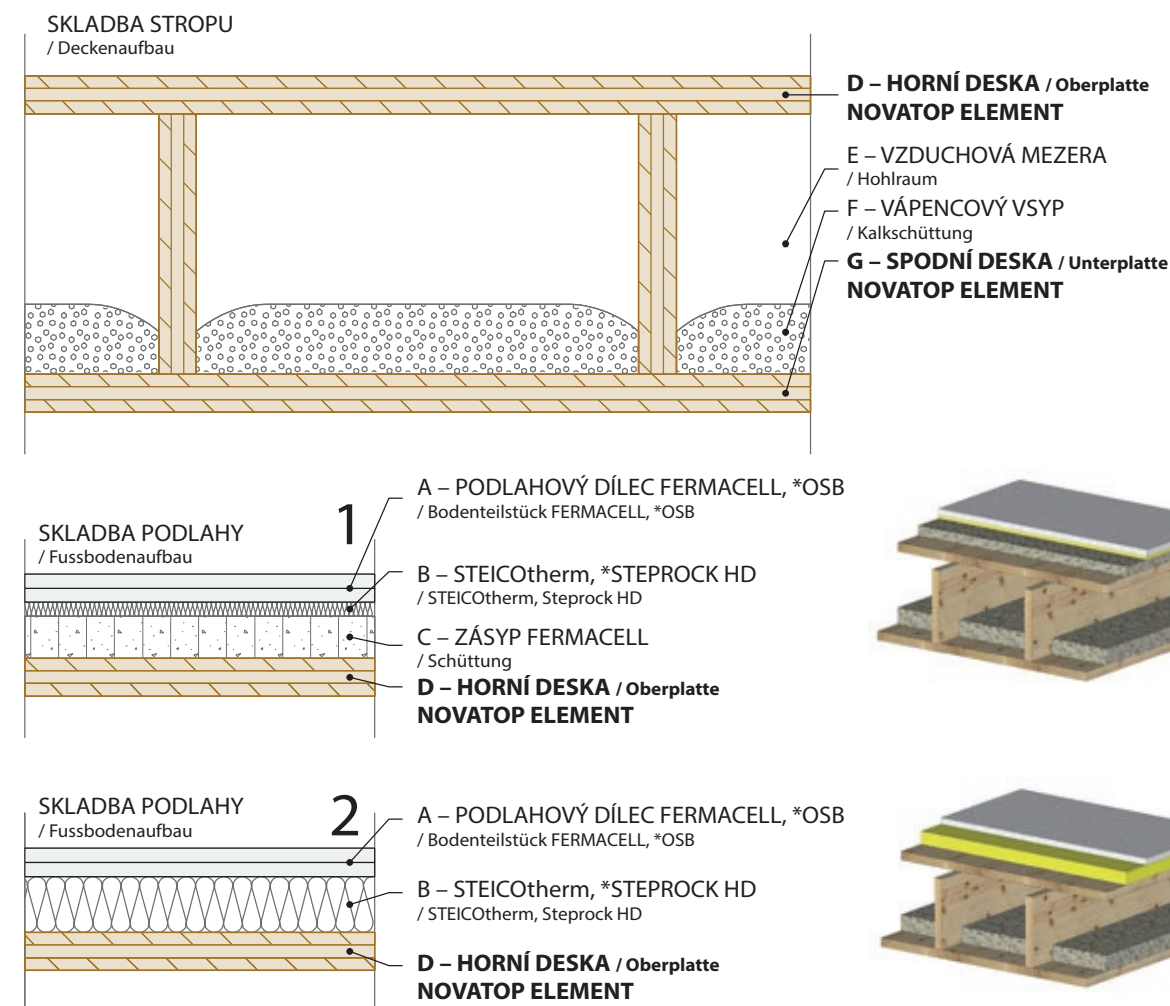 SKLADBA STROPU
/ Deckenaufbau
D – HORNÍ DESKA / Oberplatte
NOVATOP ELEMENT
E – VZDUCHOVÁ MEZERA
/ Hohlraum
F – VÁPENCOVÝ VSYP
/ Kalkschüttung
G – SPODNÍ DESKA / Unterplatte
NOVATOP ELEMENT
SKLADBA PODLAHY
/ Fussbodenaufbau
1
A – PODLAHOVÝ DÍLEC FERMACELL, *OSB
/ Bodenteilstück FERMACELL, *OSB
B – STEICOtherm, *STEPROCK HD
/ STEICOtherm, Steprock HD
C – ZÁSYP FERMACELL
/ Schüttung
D – HORNÍ DESKA / Oberplatte
NOVATOP ELEMENT
SKLADBA PODLAHY
/ Fussbodenaufbau
2
A – PODLAHOVÝ DÍLEC FERMACELL, *OSB
/ Bodenteilstück FERMACELL, *OSB
B – STEICOtherm, *STEPROCK HD
/ STEICOtherm, Steprock HD
D – HORNÍ DESKA / Oberplatte
NOVATOP ELEMENT